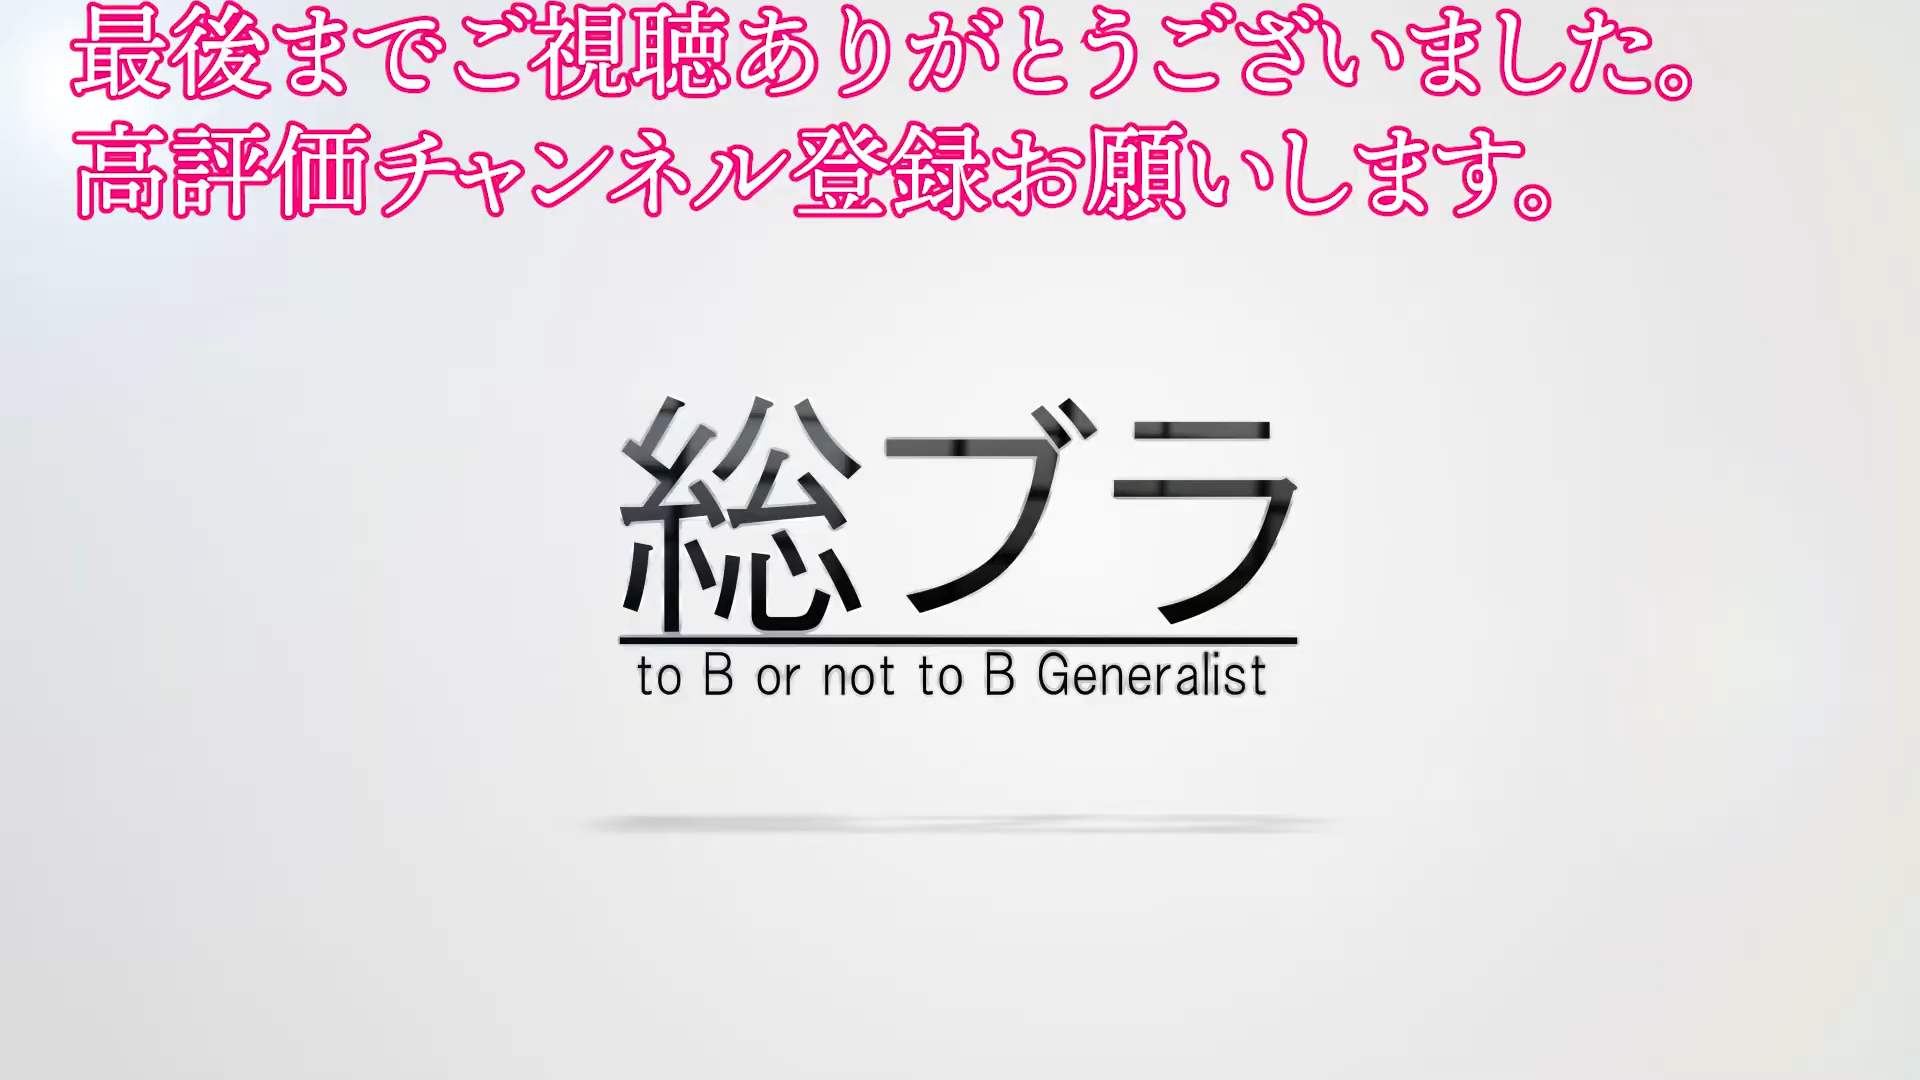 最後までご視聴ありがとうございました。
高評価チャンネル登録お願いします。
総ブラ
to B or not to B Generalist